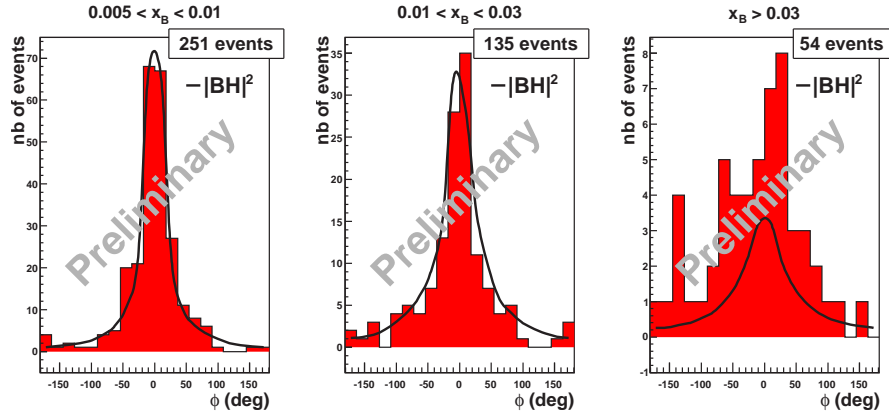 0.005 < x_B < 0.01
251 events
nb of events
70
60
50
40
30
20
10
0
−|BH|²
Preliminary
-150 -100 -50 0 50 100 150
ϕ (deg)
0.01 < x_B < 0.03
135 events
nb of events
35
30
25
20
15
10
5
0
−|BH|²
Preliminary
-150 -100 -50 0 50 100 150
ϕ (deg)
x_B > 0.03
54 events
nb of events
8
7
6
5
4
3
2
1
0
-1
−|BH|²
Preliminary
-150 -100 -50 0 50 100 150
ϕ (deg)